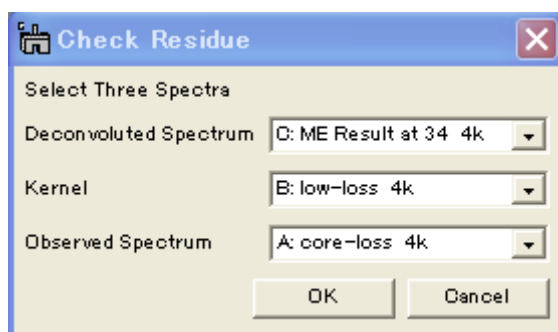 Check Residue
Select Three Spectra
Deconvoluted Spectrum C: ME Result at 34 4k
Kernel B: low-loss 4k
Observed Spectrum A: core-loss 4k
OK Cancel